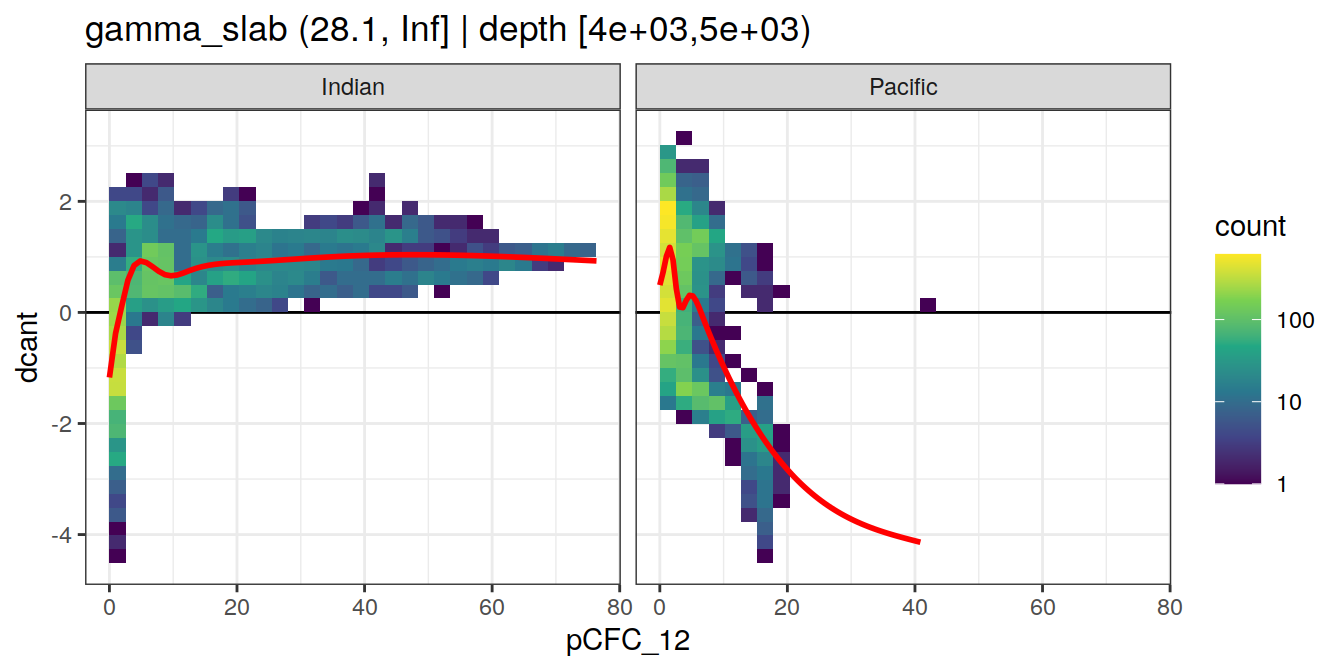 gamma_slab (28.1, Inf] | depth [4e+03,5e+03)
Indian
Pacific
dcant
2
0
-2
-4
0 20 40 60 80
0 20 40 60 80
pCFC_12
count
100
10
1